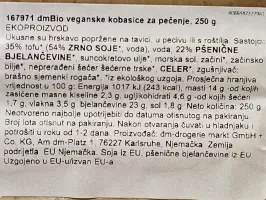 167971 dmBio veganske kobasice za pečenje, 250 g
EKOPROIZVOD
Ukusne su hrskavo popržene na tavici, u pećivu ili s roštilja. Sastojci:
35% tofu* (54% ZRNO SOJE*, voda), voda, 22% PŠENIČNE
BJELANČEVINE*, suncokretovo ulje*, morska sol, začini*, začinsko
bilje*, neprerađeni šećer bećerne trske*, CELER*, zgušnjivač:
brašno sjemenki rogača*. *iz ekološkog uzgoja. Prosječna hranjiva
vrijednost u 100 g: Energija 1017 kJ (243 kcal), masti 14 g -od kojih
zasićene masne kiseline 2,3 g, ugljikohidrati 4,6 g -od kojih šećeri
1,7 g, vlakna 3,5 g, bjelančevine 23 g, sol 1,8 g. Neto količina: 250 g.
Neotvoreno najbolje upotrijebiti do datuma otisnutog na pakiranju.
Broj lota otisnut na pakiranju. Nakon otvaranja čuvati u hladnjaku i
potrošiti u roku od 1-2 dana. Proizvođač: dm-drogerie markt GmbH +
Co. KG, Am dm-Platz 1, 76227 Karlsruhe, Njemačka. Zemlja
podrijetla: EU Njemačka. Soja iz EU, pšenične bjelančevine iz EU.
Uzgojeno u EU-u/izvan EU-a